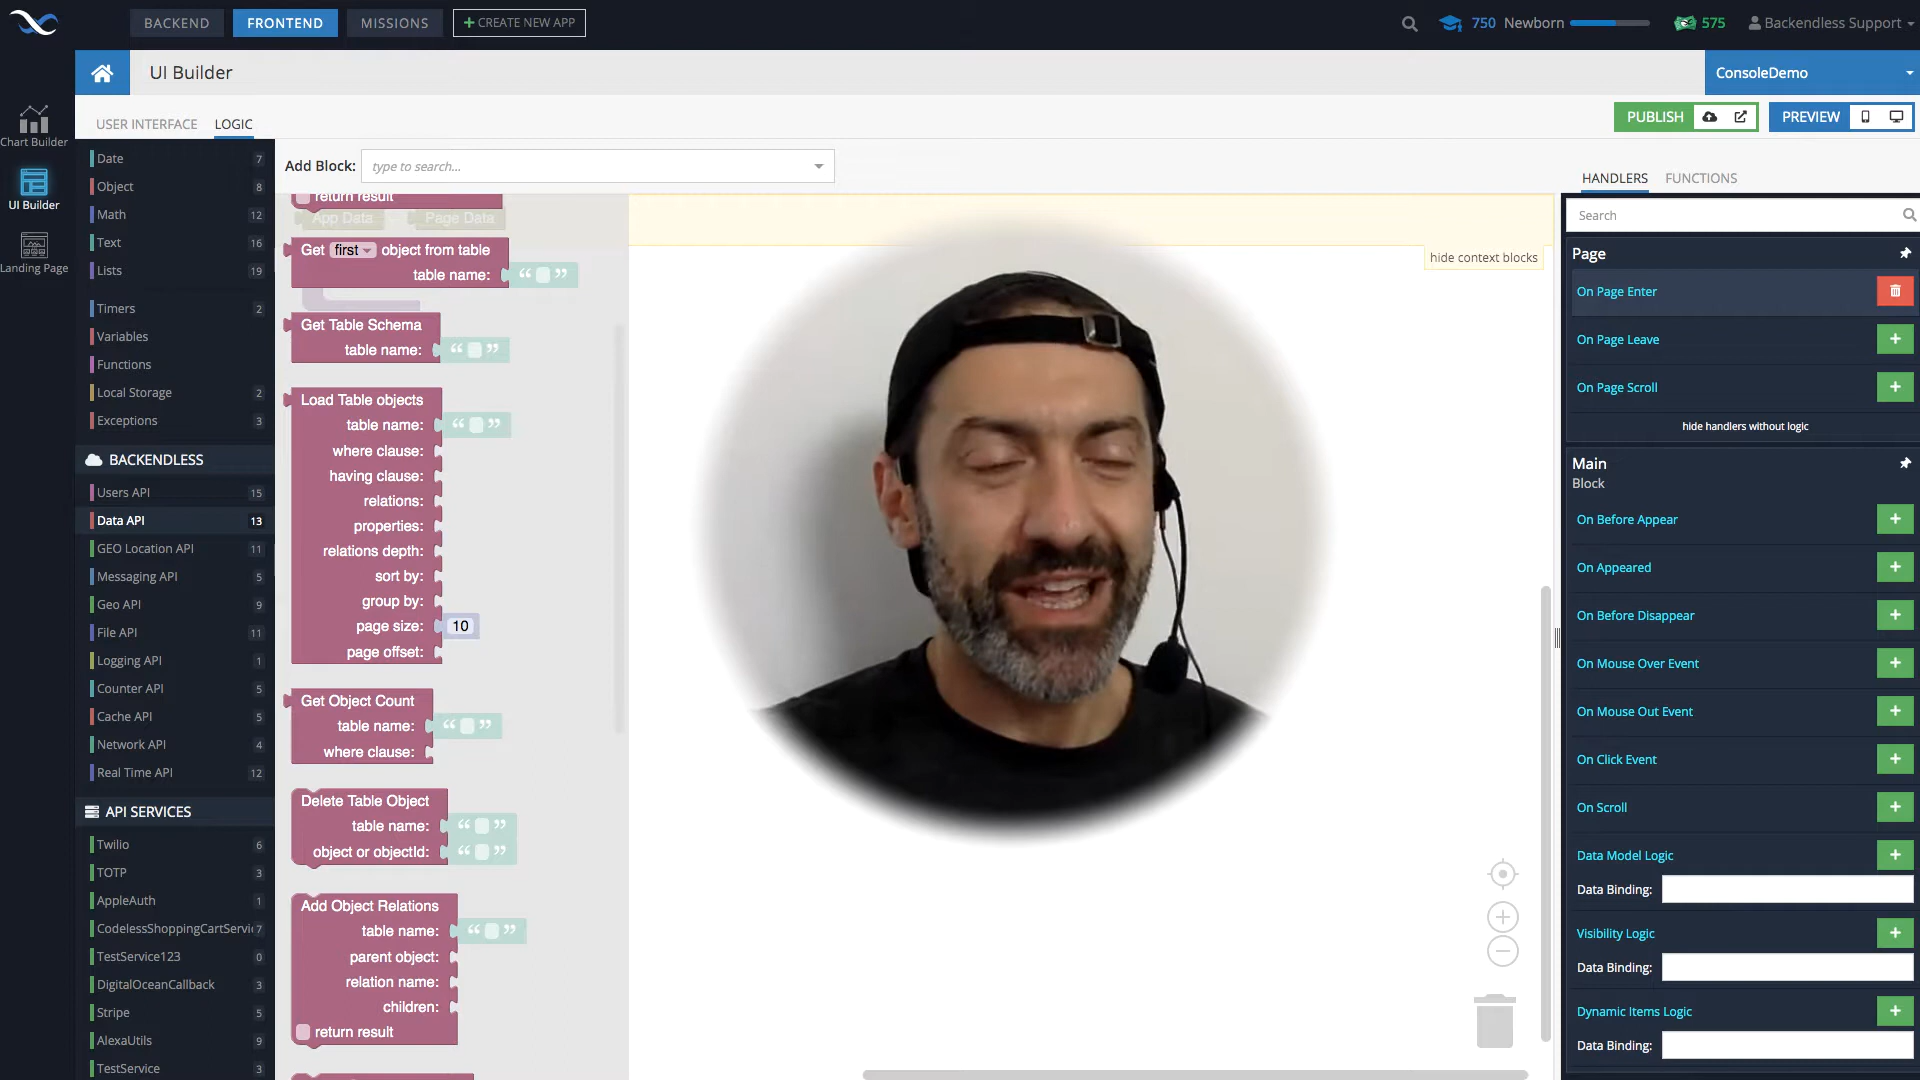 BACKEND
FRONTEND
MISSIONS
+ CREATE NEW APP
750 Newborn
575
Backendless Support
UI Builder
ConsoleDemo
Chart Builder
UI Builder
Landing Page
USER INTERFACE
LOGIC
PUBLISH
PREVIEW
Date 7
Object 8
Math 12
Text 16
Lists 19
Timers 2
Variables
Functions
Local Storage 2
Exceptions 3
BACKENDLESS
Users API 15
Data API 13
GEO Location API 11
Messaging API 5
Geo API 9
File API 11
Logging API 1
Counter API 5
Cache API 5
Network API 4
Real Time API 12
API SERVICES
Twilio 6
TOTP 3
AppleAuth 1
CodelessShoppingCartServi 7
TestService123 0
DigitalOceanCallback 3
Stripe 5
AlexaUtils 9
TestService 3
Add Block: type to search...
return result
App Data Page Data
Get first object from table
table name: “ ”
Get Table Schema
table name: “ ”
Load Table objects
table name: “ ”
where clause:
having clause:
relations:
properties:
relations depth:
sort by:
group by:
page size: 10
page offset:
Get Object Count
table name: “ ”
where clause:
Delete Table Object
table name: “ ”
object or objectId: “ ”
Add Object Relations
table name: “ ”
parent object:
relation name:
children:
return result
hide context blocks
HANDLERS
FUNCTIONS
Search
Page
On Page Enter
On Page Leave
On Page Scroll
hide handlers without logic
Main
Block
On Before Appear
On Appeared
On Before Disappear
On Mouse Over Event
On Mouse Out Event
On Click Event
On Scroll
Data Model Logic
Data Binding:
Visibility Logic
Data Binding:
Dynamic Items Logic
Data Binding: